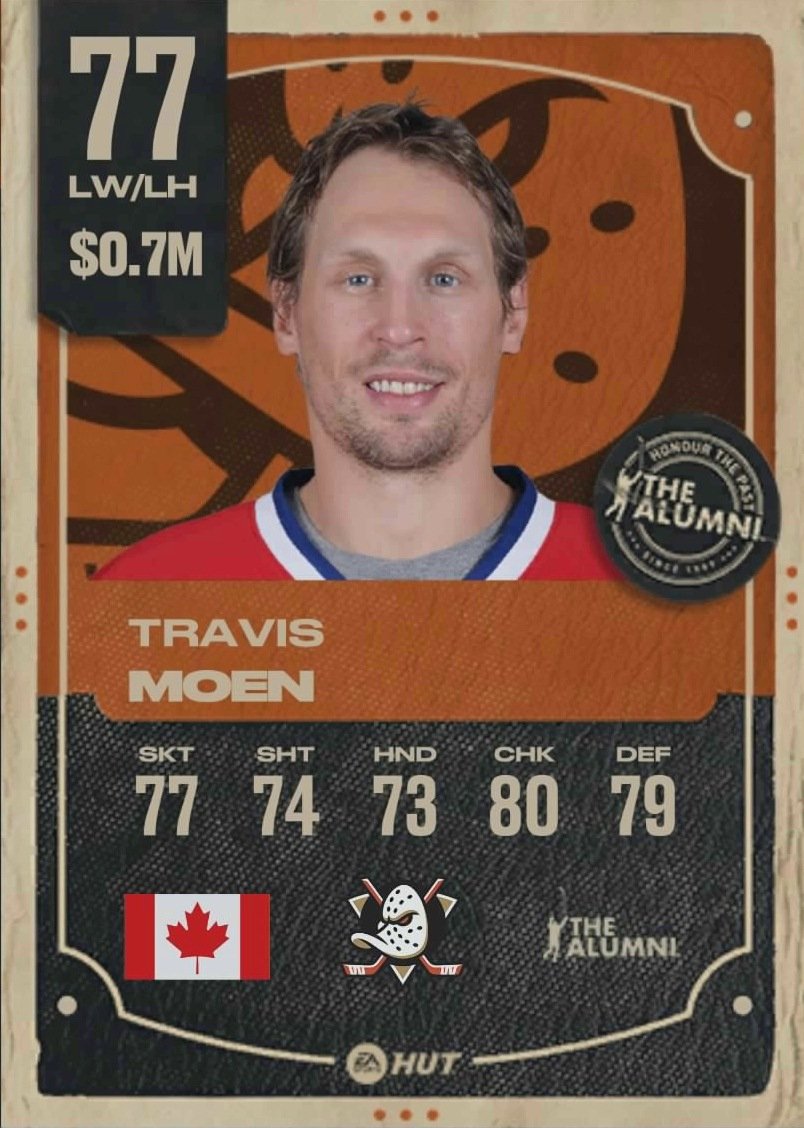 77
LW/LH
$0.7M
HONOUR THE PAST
THE
ALUMNI
TRAVIS
MOEN
SKT SHT HND CHK DEF
77 74 73 80 79
THE
ALUMNI
EA
HUT